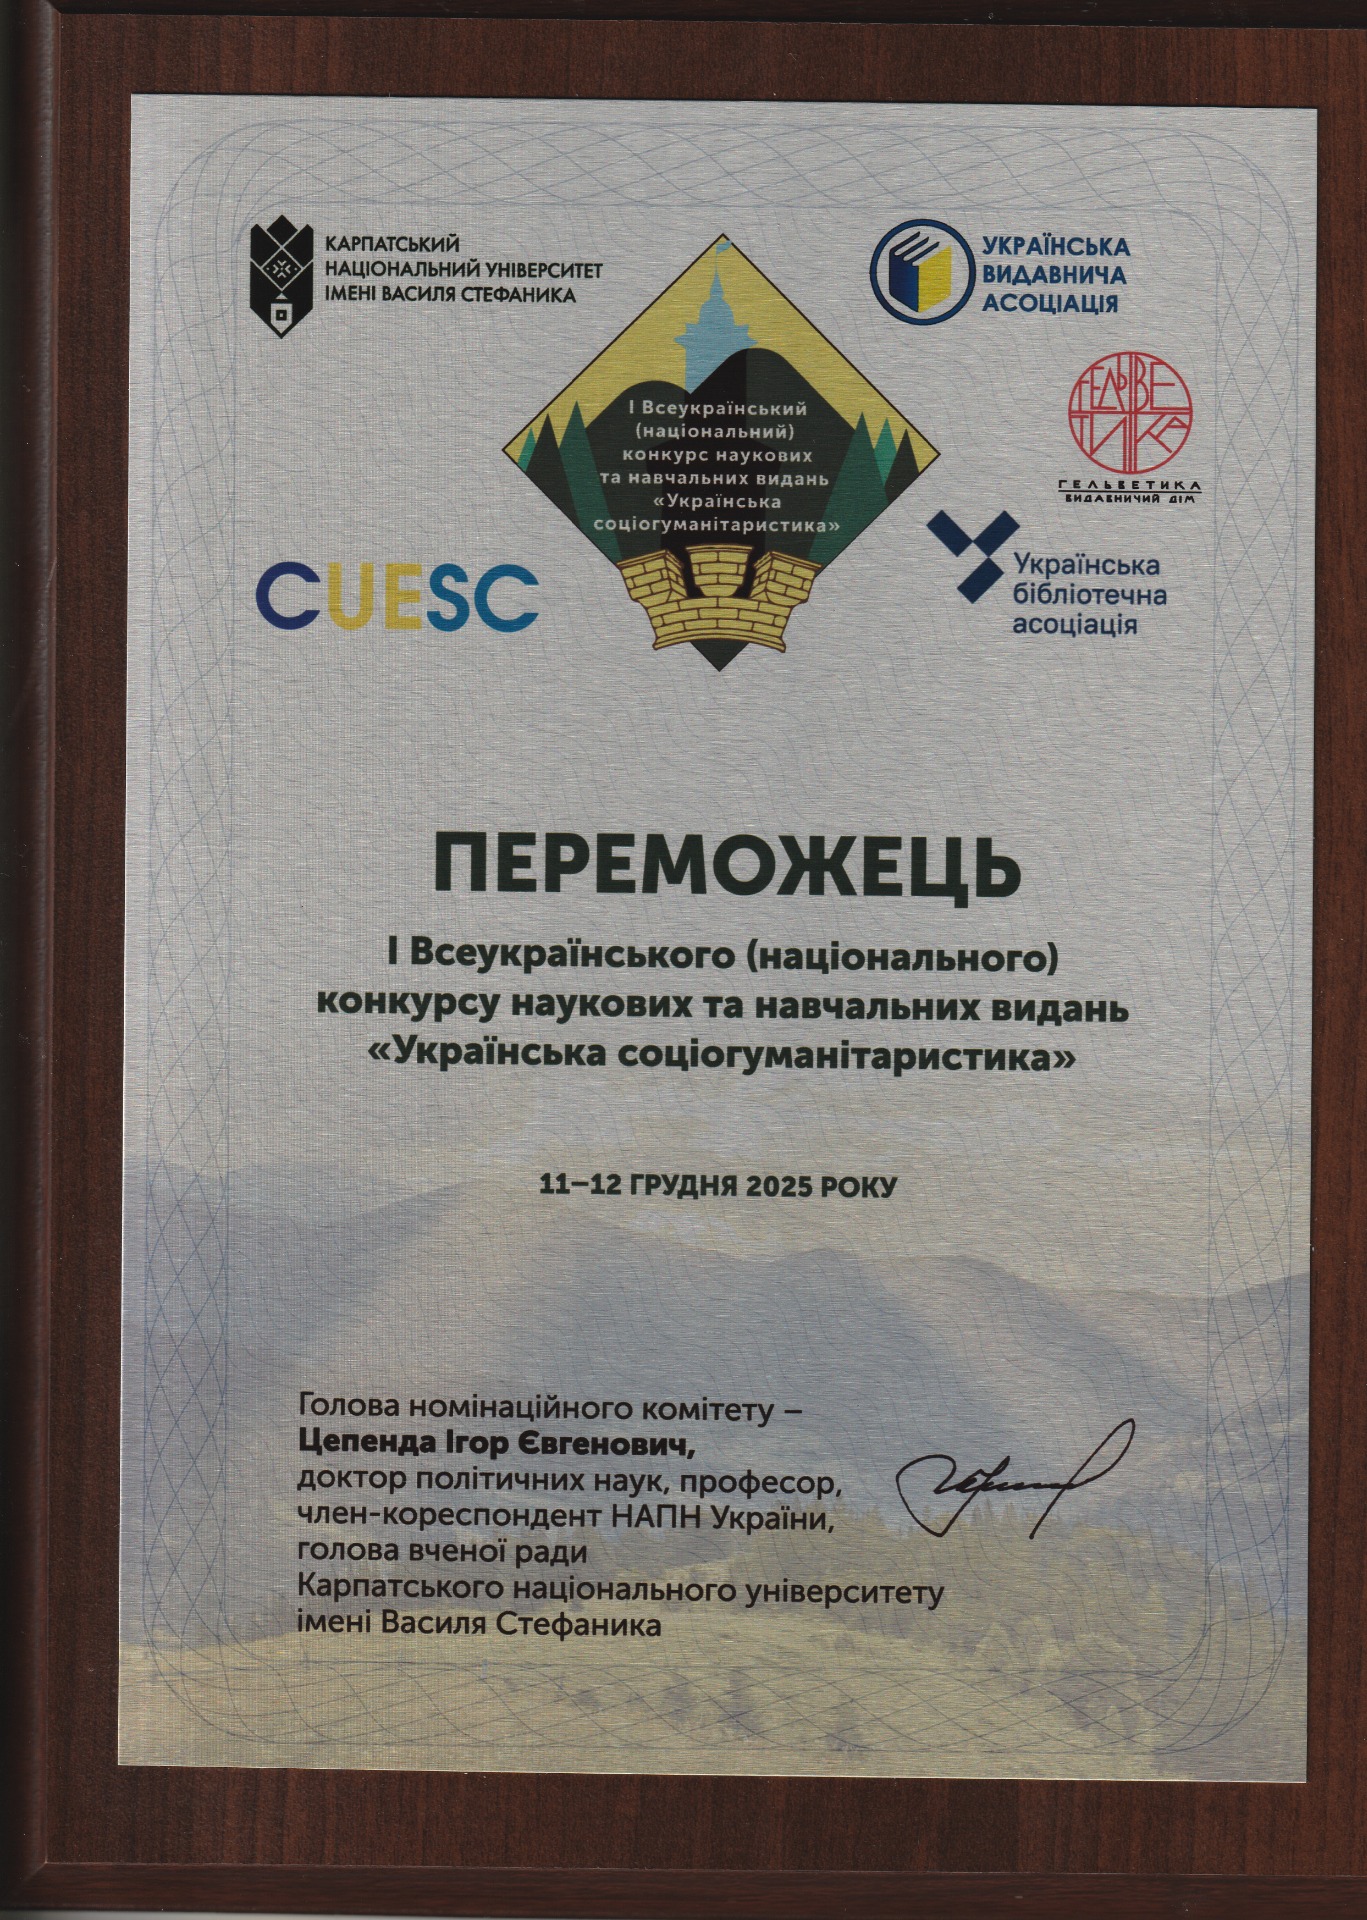 КАРПАТСЬКИЙ
НАЦІОНАЛЬНИЙ УНІВЕРСИТЕТ
ІМЕНІ ВАСИЛЯ СТЕФАНИКА
УКРАЇНСЬКА
ВИДАВНИЧА
АСОЦІАЦІЯ
ГЕЛЬВЕТИКА
ГЕЛЬВЕТИКА
ВИДАВНИЧИЙ ДІМ
І Всеукраїнський
(національний)
конкурс наукових
та навчальних видань
«Українська
соціогуманітаристика»
CUESC
Українська
бібліотечна
асоціація
ПЕРЕМОЖЕЦЬ
І Всеукраїнського (національного)
конкурсу наукових та навчальних видань
«Українська соціогуманітаристика»
11–12 ГРУДНЯ 2025 РОКУ
Голова номінаційного комітету –
Цепенда Ігор Євгенович,
доктор політичних наук, професор,
член-кореспондент НАПН України,
голова вченої ради
Карпатського національного університету
імені Василя Стефаника